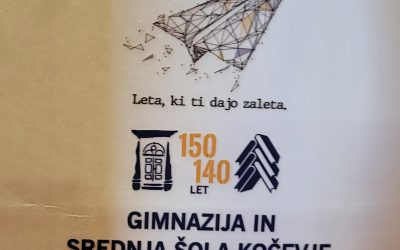 Leta, ki ti dajo zaleta.
150
140
LET
GIMNAZIJA IN
SREDNJA ŠOLA KOČEVJE